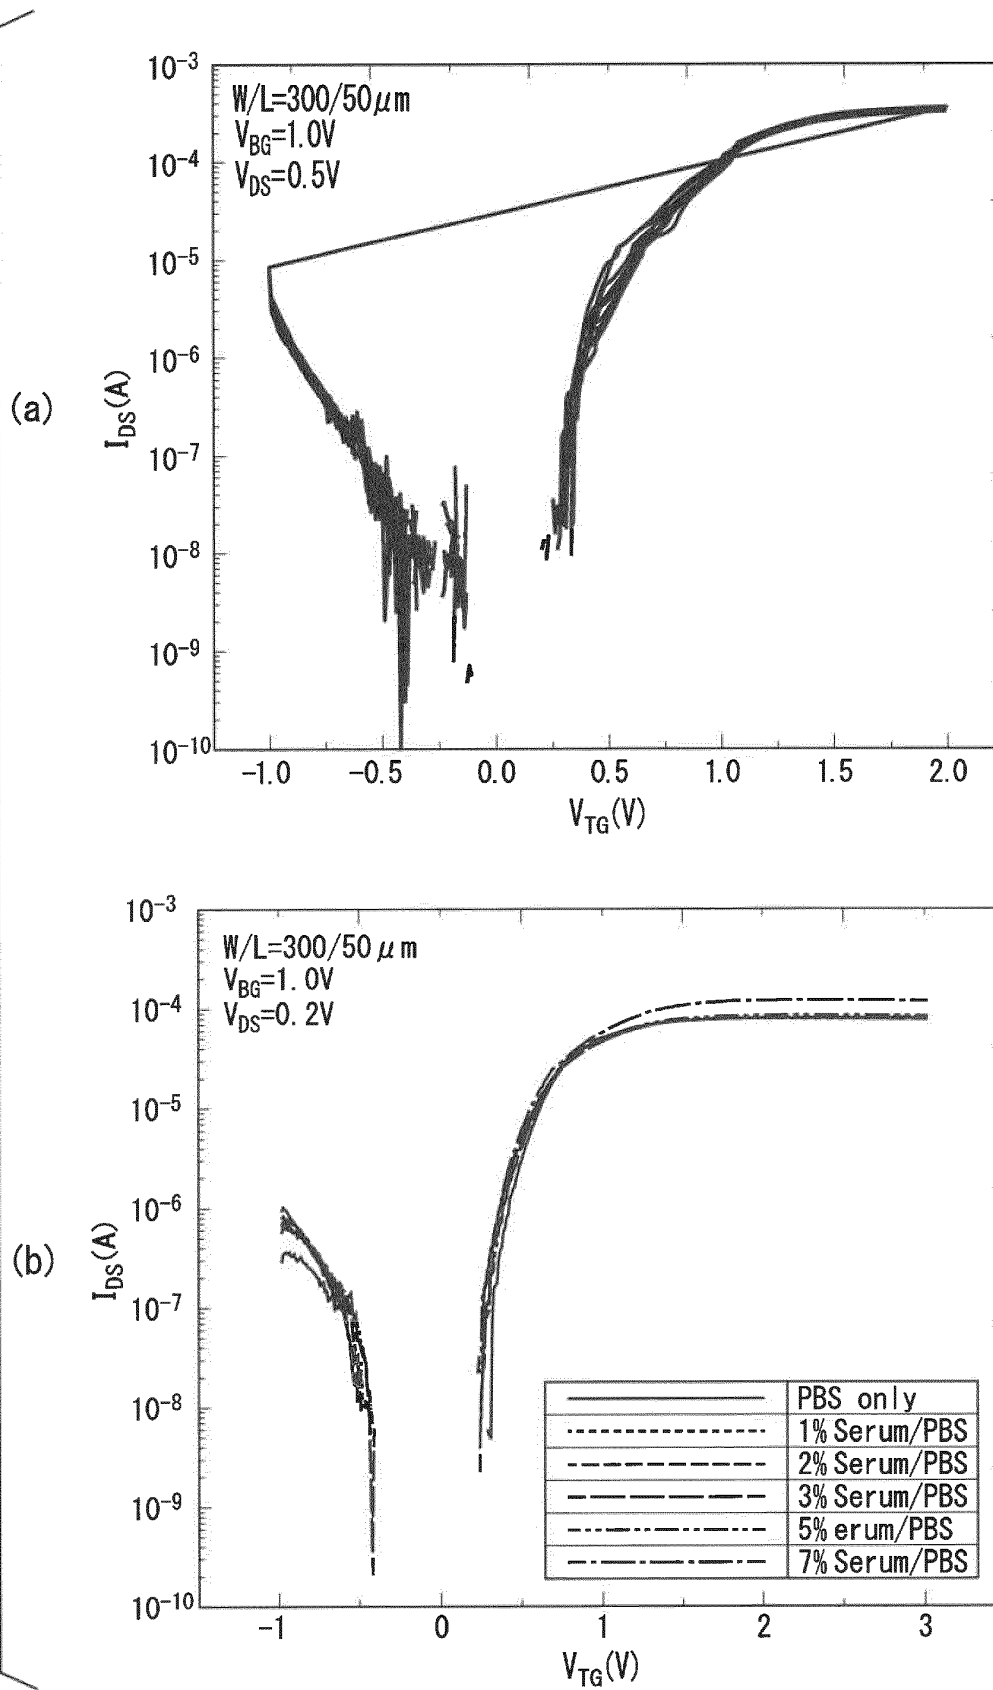 (a)
W/L=300/50μm
V_BG=1.0V
V_DS=0.5V
10⁻³
10⁻⁴
10⁻⁵
10⁻⁶
10⁻⁷
10⁻⁸
10⁻⁹
10⁻¹⁰
I_DS(A)
-1.0 -0.5 0.0 0.5 1.0 1.5 2.0
V_TG(V)
(b)
W/L=300/50μm
V_BG=1.0V
V_DS=0.2V
10⁻³
10⁻⁴
10⁻⁵
10⁻⁶
10⁻⁷
10⁻⁸
10⁻⁹
10⁻¹⁰
I_DS(A)
PBS only
1% Serum/PBS
2% Serum/PBS
3% Serum/PBS
5% erum/PBS
7% Serum/PBS
-1 0 1 2 3
V_TG(V)